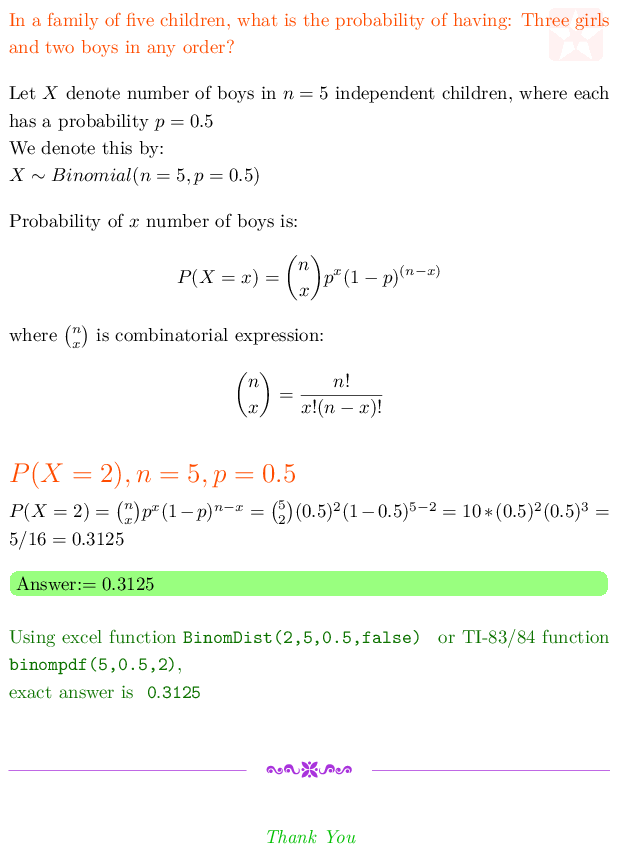 In a family of five children, what is the probability of having: Three girls
and two boys in any order?
Let X denote number of boys in n = 5 independent children, where each
has a probability p = 0.5
We denote this by:
X ∼ Binomial(n = 5, p = 0.5)
Probability of x number of boys is:
P(X = x) = \binom{n}{x} p^x (1 − p)^{(n−x)}
where \binom{n}{x} is combinatorial expression:
\binom{n}{x} = \frac{n!}{x!(n − x)!}
P(X = 2), n = 5, p = 0.5
P(X = 2) = \binom{n}{x} p^x (1−p)^{n−x} = \binom{5}{2} (0.5)^2 (1−0.5)^{5−2} = 10∗(0.5)^2 (0.5)^3 =
5/16 = 0.3125
Answer:= 0.3125
Using excel function BinomDist(2,5,0.5,false) or TI-83/84 function
binompdf(5,0.5,2),
exact answer is 0.3125
Thank You